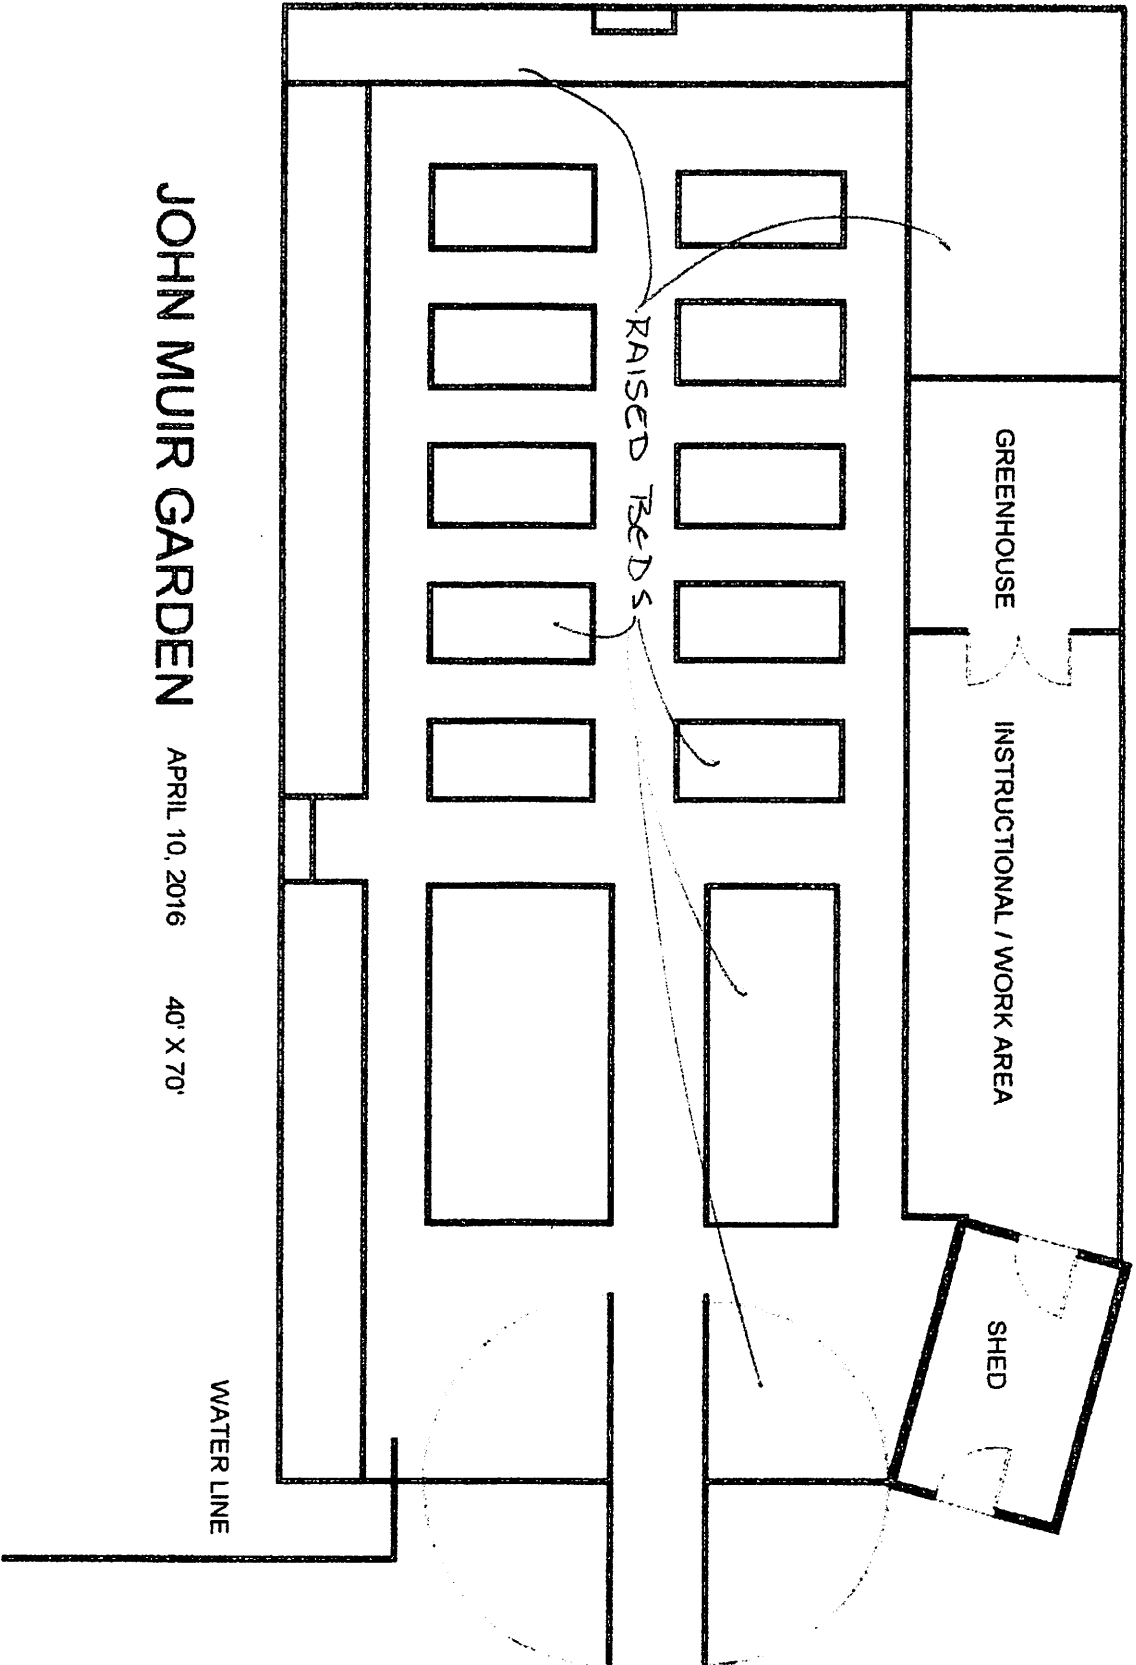 GREENHOUSE
INSTRUCTIONAL / WORK AREA
SHED
RAISED BEDS
WATER LINE
JOHN MUIR GARDEN APRIL 10, 2016 40' X 70'